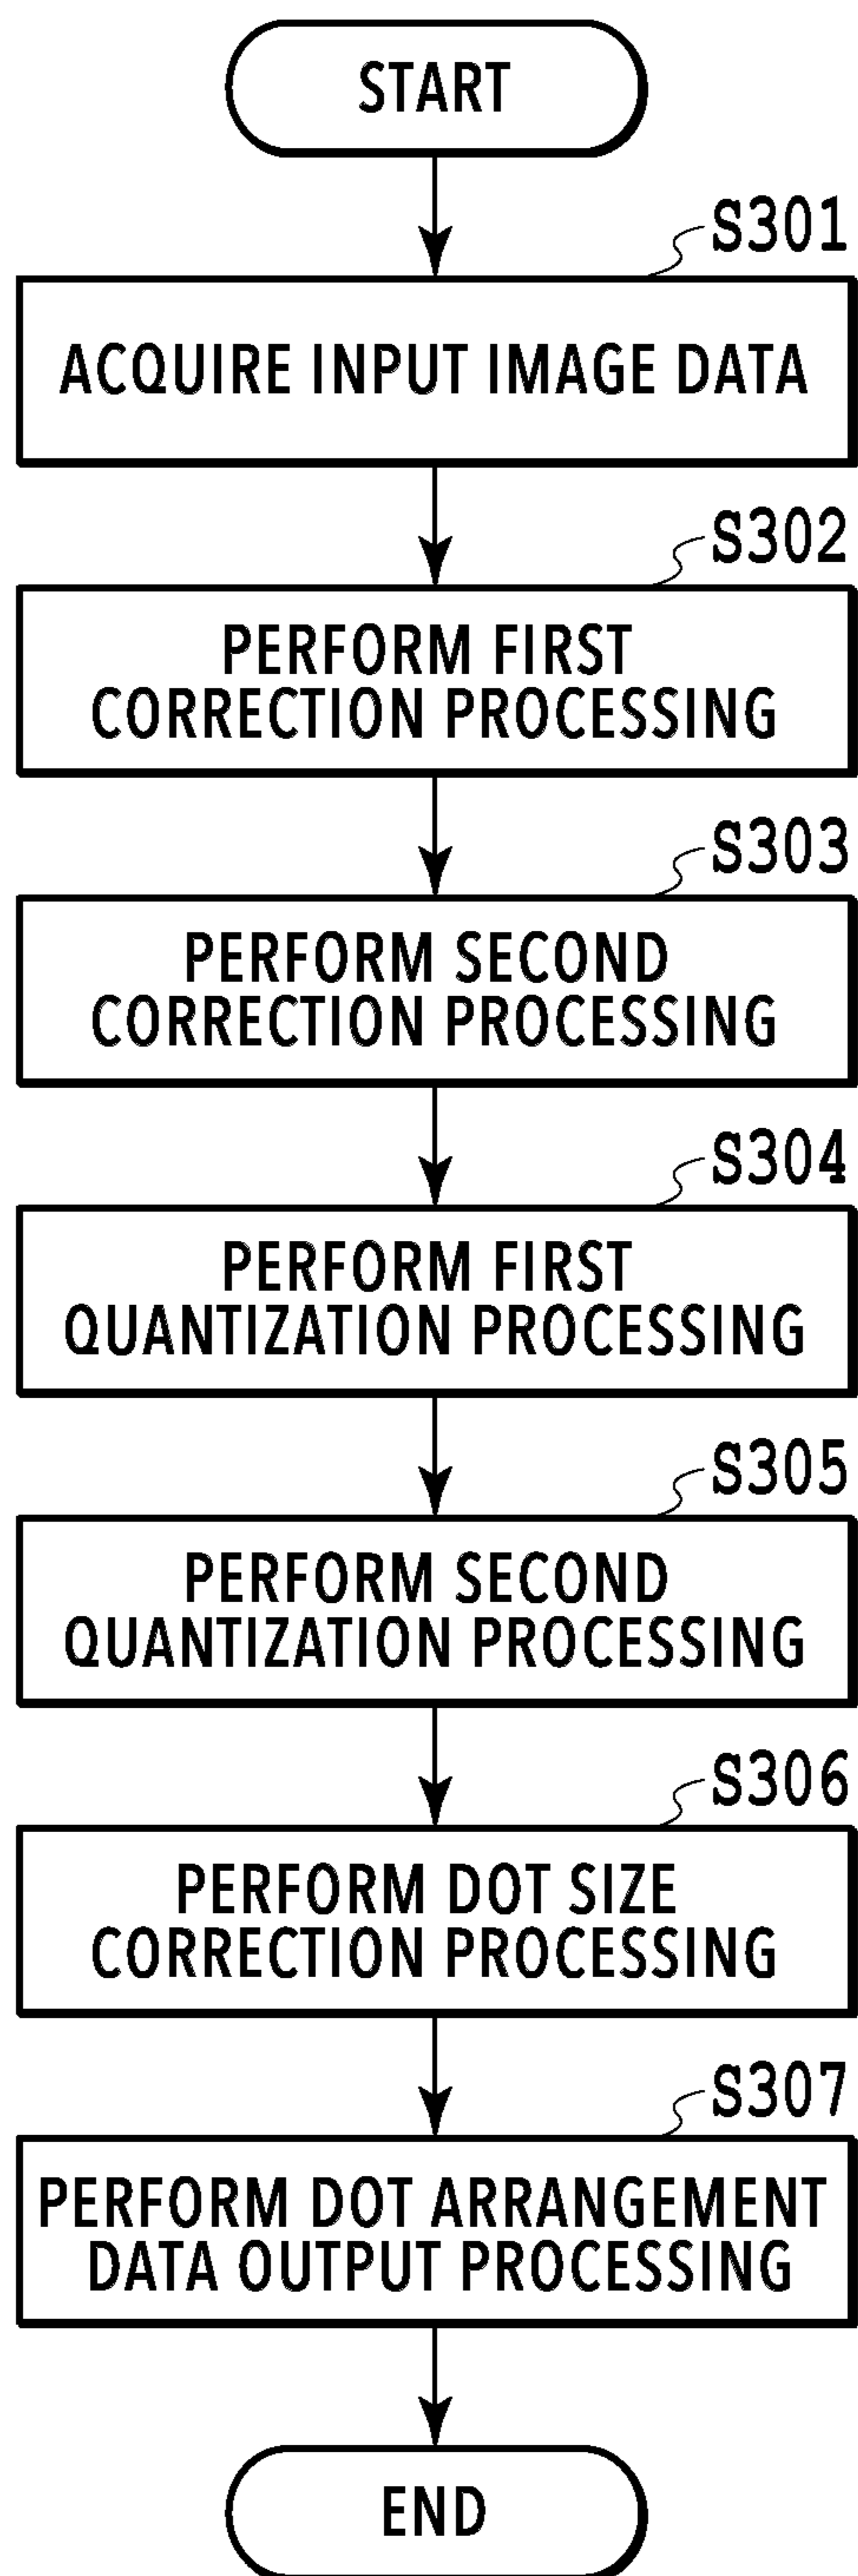 START
S301
ACQUIRE INPUT IMAGE DATA
S302
PERFORM FIRST
CORRECTION PROCESSING
S303
PERFORM SECOND
CORRECTION PROCESSING
S304
PERFORM FIRST
QUANTIZATION PROCESSING
S305
PERFORM SECOND
QUANTIZATION PROCESSING
S306
PERFORM DOT SIZE
CORRECTION PROCESSING
S307
PERFORM DOT ARRANGEMENT
DATA OUTPUT PROCESSING
END